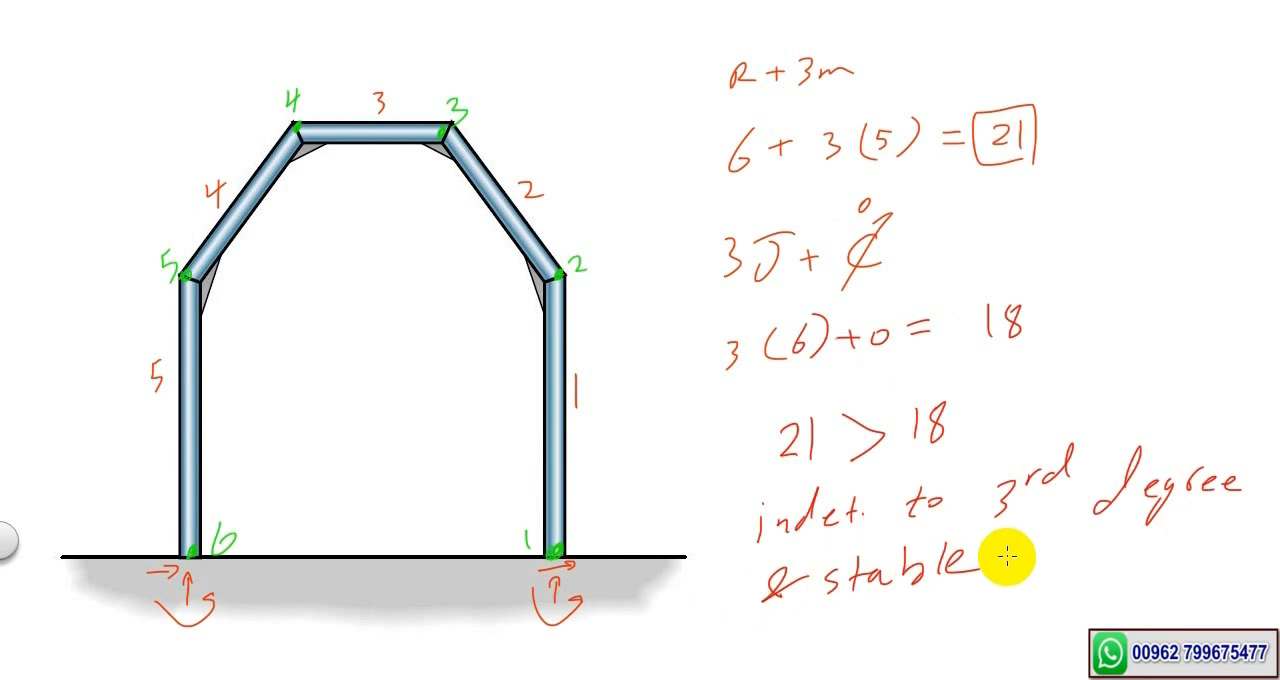 4 3 3
4 2
5 2
5 1
6 1
R + 3m
6 + 3 (5) = 21
0
3J + C
3 (6) + 0 = 18
21 > 18
indet. to 3rd degree
& stable
00962 799675477